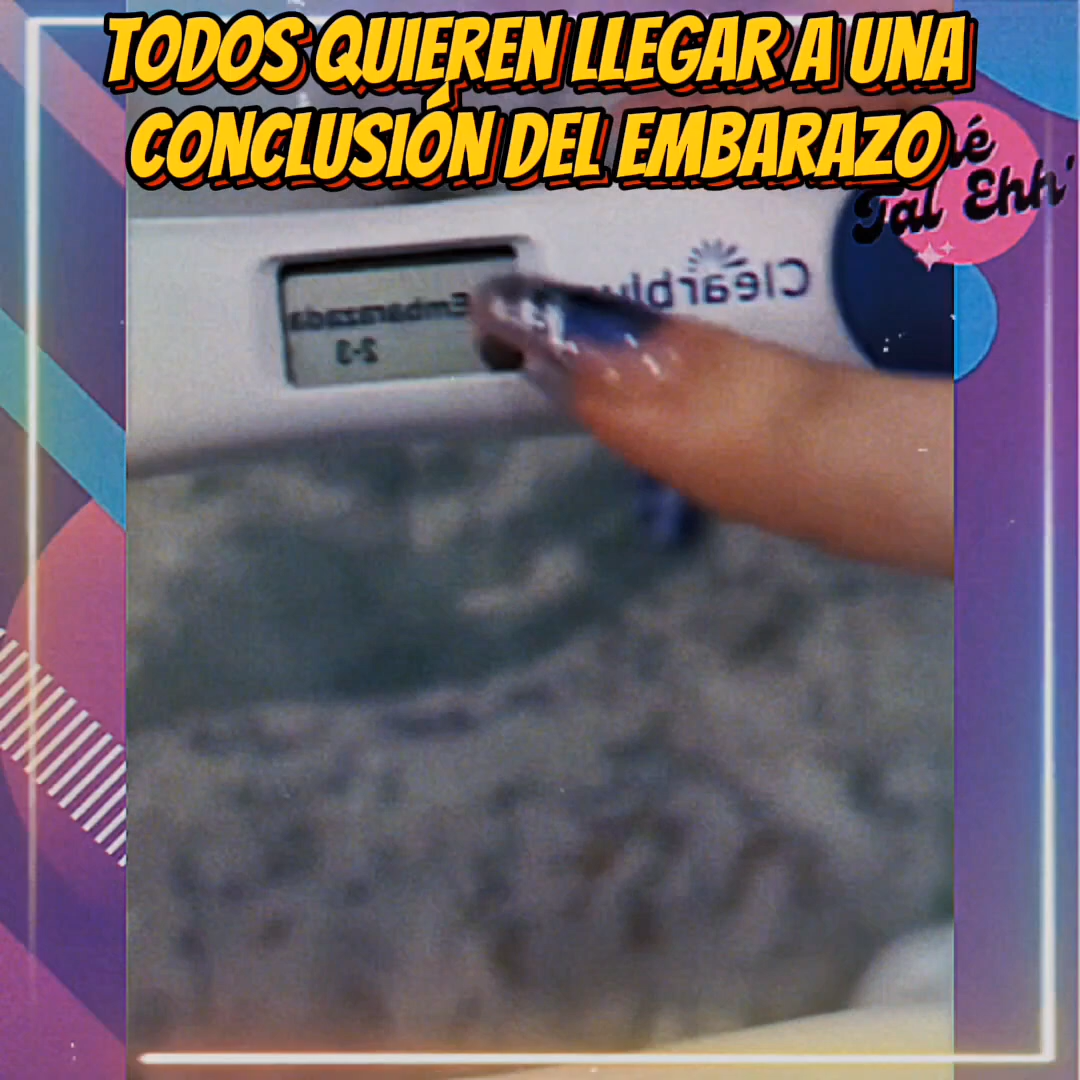 TODOS QUIEREN LLEGAR A UNA
CONCLUSIÓN DEL EMBARAZO
Tal Ehh'
Embarazada
2-3